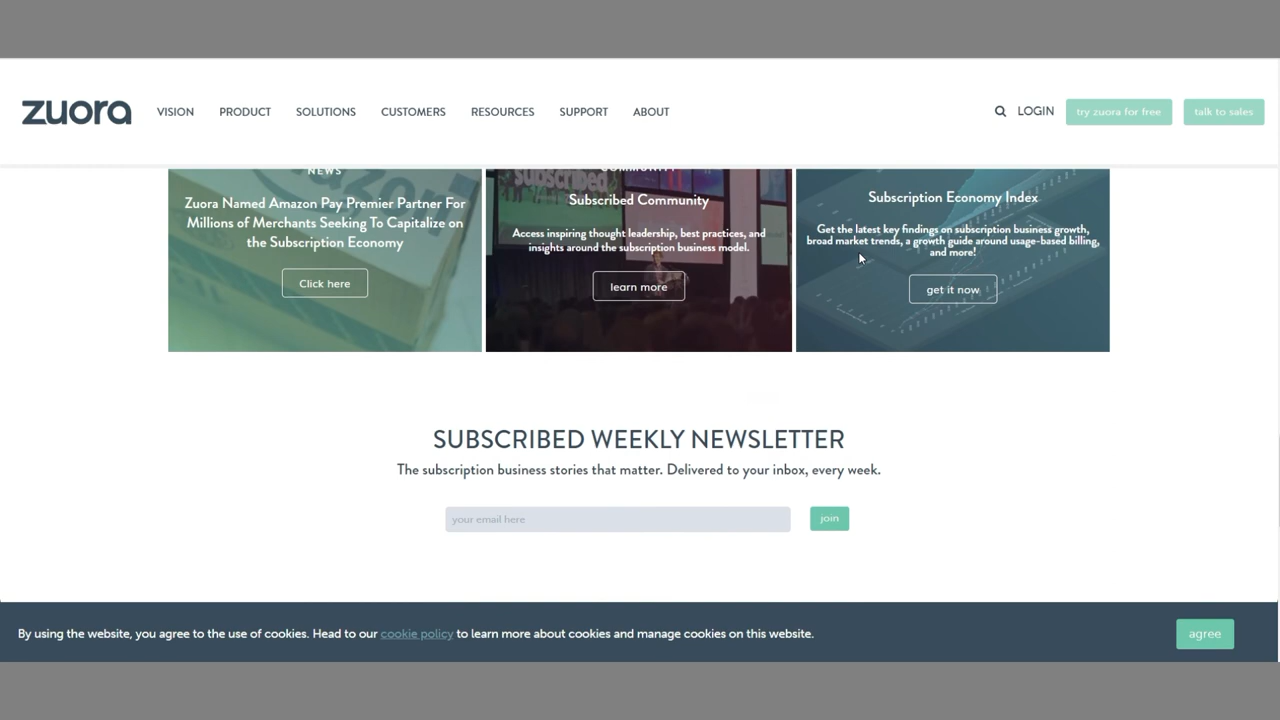 zuora
VISION PRODUCT SOLUTIONS CUSTOMERS RESOURCES SUPPORT ABOUT
LOGIN try zuora for free talk to sales
NEWS
Zuora Named Amazon Pay Premier Partner For
Millions of Merchants Seeking To Capitalize on
the Subscription Economy
Click here
COMMUNITY
Subscribed Community
Access inspiring thought leadership, best practices, and
insights around the subscription business model.
learn more
Subscription Economy Index
Get the latest key findings on subscription business growth,
broad market trends, a growth guide around usage-based billing,
and more!
get it now
SUBSCRIBED WEEKLY NEWSLETTER
The subscription business stories that matter. Delivered to your inbox, every week.
your email here
join
By using the website, you agree to the use of cookies. Head to our cookie policy to learn more about cookies and manage cookies on this website.
agree